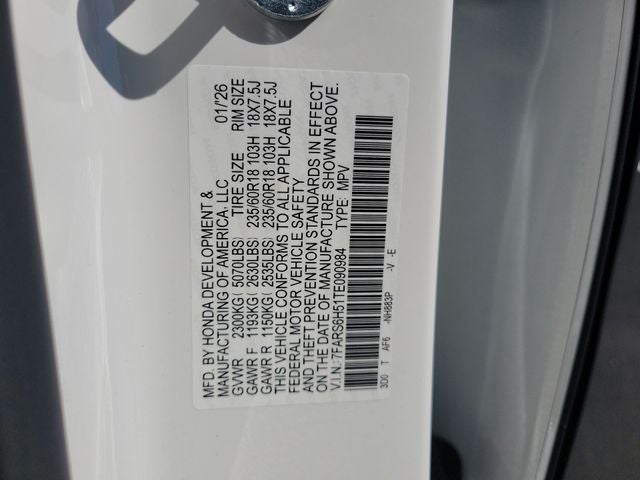 MFD. BY HONDA DEVELOPMENT &
MANUFACTURING OF AMERICA, LLC 01/'26
GVWR 2300KG( 5070LBS) TIRE SIZE RIM SIZE
GAWR F 1193KG( 2630LBS) 235/60R18 103H 18X7.5J
GAWR R 1150KG( 2535LBS) 235/60R18 103H 18X7.5J
THIS VEHICLE CONFORMS TO ALL APPLICABLE
FEDERAL MOTOR VEHICLE SAFETY
AND THEFT PREVENTION STANDARDS IN EFFECT
ON THE DATE OF MANUFACTURE SHOWN ABOVE.
V.I.N.:7FARS6H51TE090984 TYPE: MPV
3D0 T AF6 -NH883P -V -E